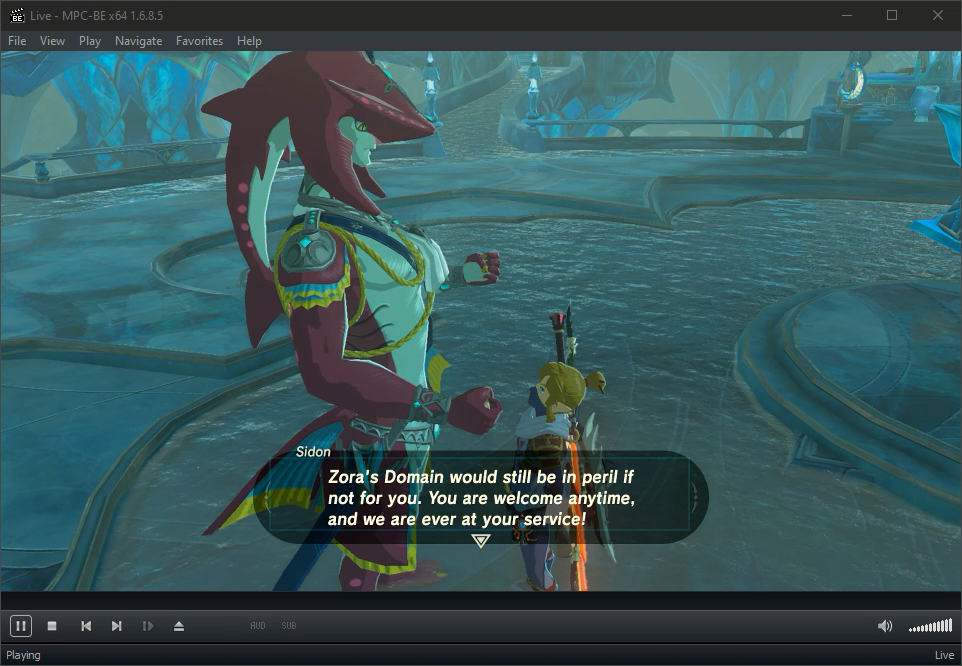 Live - MPC-BE x64 1.6.8.5
File View Play Navigate Favorites Help
Sidon
Zora's Domain would still be in peril if
not for you. You are welcome anytime,
and we are ever at your service!
AUD SUB
Playing
Live